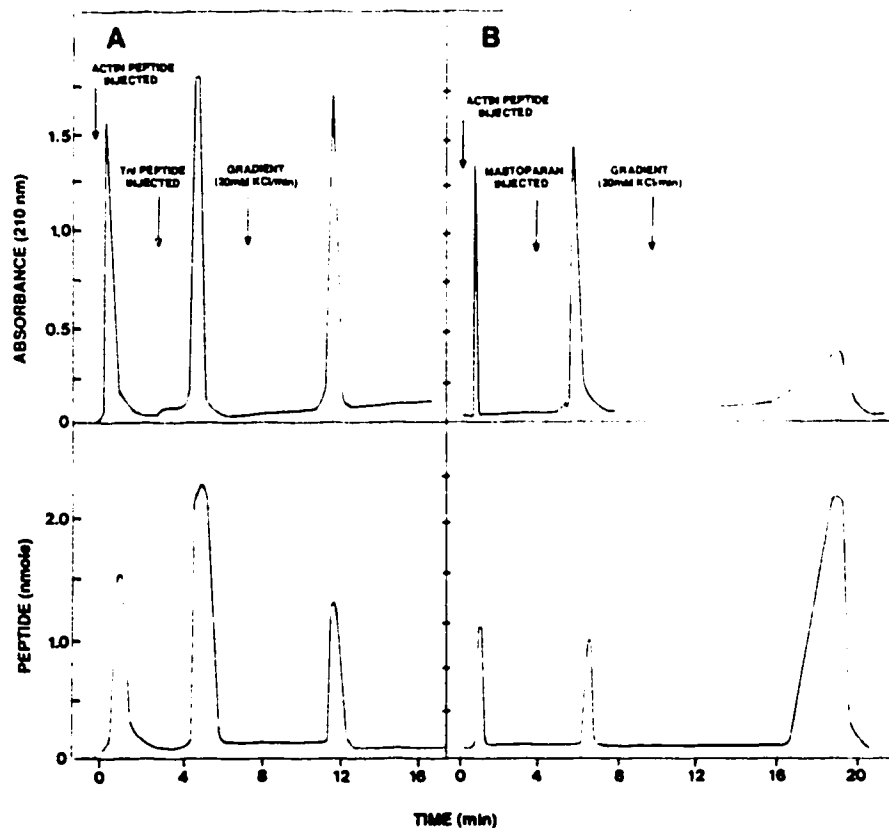 A
B
ACTIN PEPTIDE
INJECTED
TnI PEPTIDE
INJECTED
GRADIENT
(20mM KCl/min)
ACTIN PEPTIDE
INJECTED
MASTOPARAN
INJECTED
GRADIENT
(20mM KCl/min)
ABSORBANCE (210 nm)
1.5
1.0
0.5
0
PEPTIDE (nmole)
2.0
1.0
0
0 4 8 12 16 0 4 8 12 16 20
TIME (min)